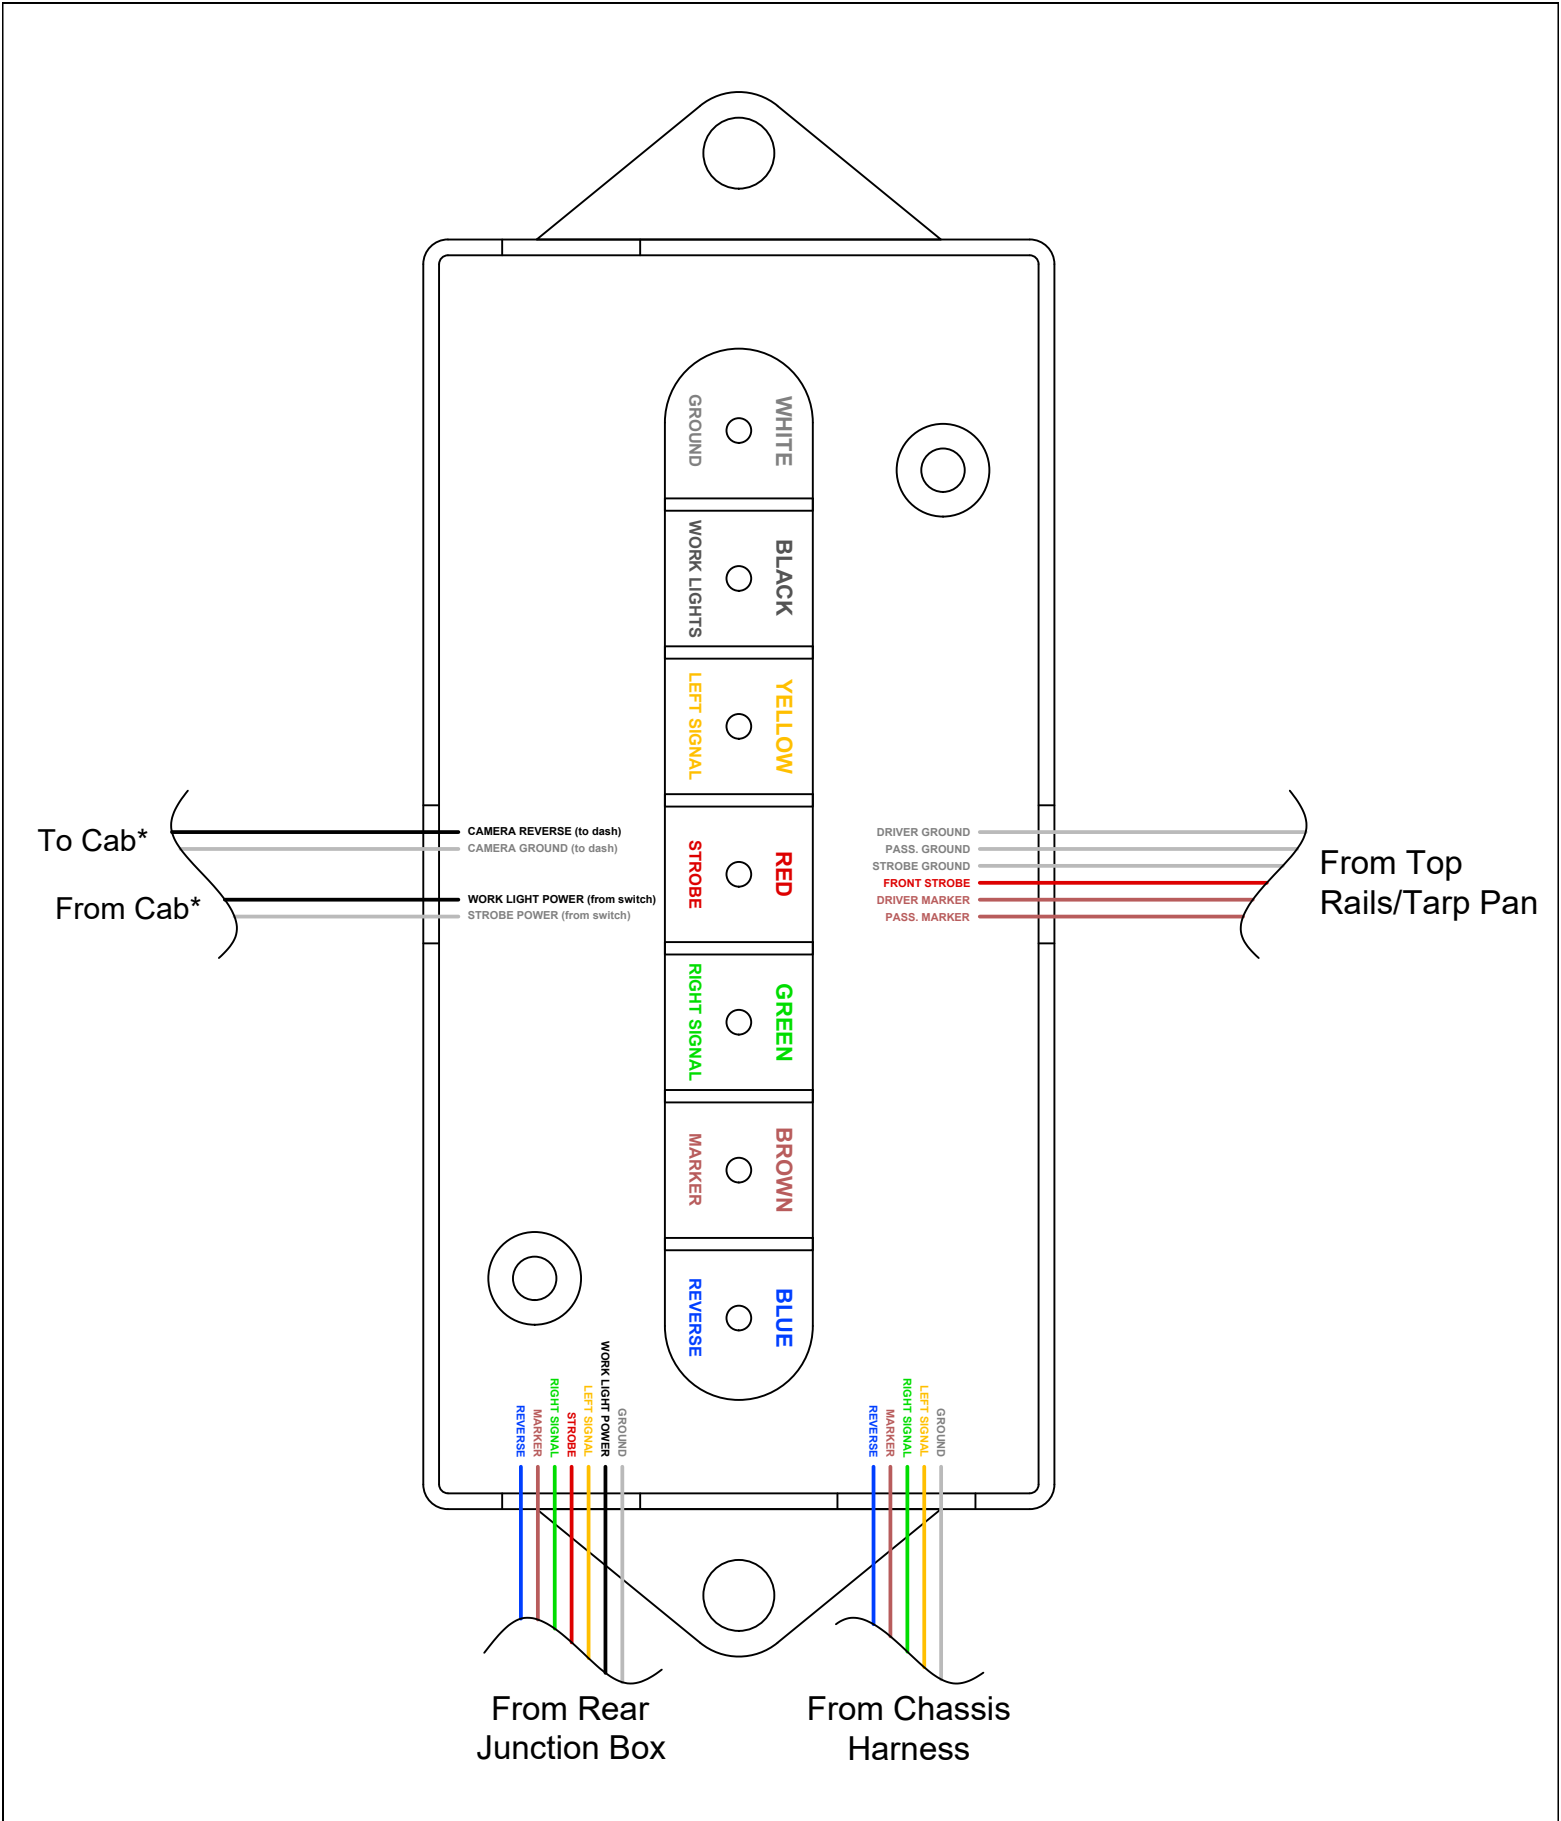 GROUND
WHITE
WORK LIGHTS
BLACK
LEFT SIGNAL
YELLOW
STROBE
RED
RIGHT SIGNAL
GREEN
MARKER
BROWN
REVERSE
BLUE
To Cab*
CAMERA REVERSE (to dash)
CAMERA GROUND (to dash)
From Cab*
WORK LIGHT POWER (from switch)
STROBE POWER (from switch)
DRIVER GROUND
PASS. GROUND
STROBE GROUND
FRONT STROBE
DRIVER MARKER
PASS. MARKER
From Top
Rails/Tarp Pan
REVERSE
MARKER
RIGHT SIGNAL
STROBE
LEFT SIGNAL
WORK LIGHT POWER
GROUND
From Rear
Junction Box
REVERSE
MARKER
RIGHT SIGNAL
LEFT SIGNAL
GROUND
From Chassis
Harness